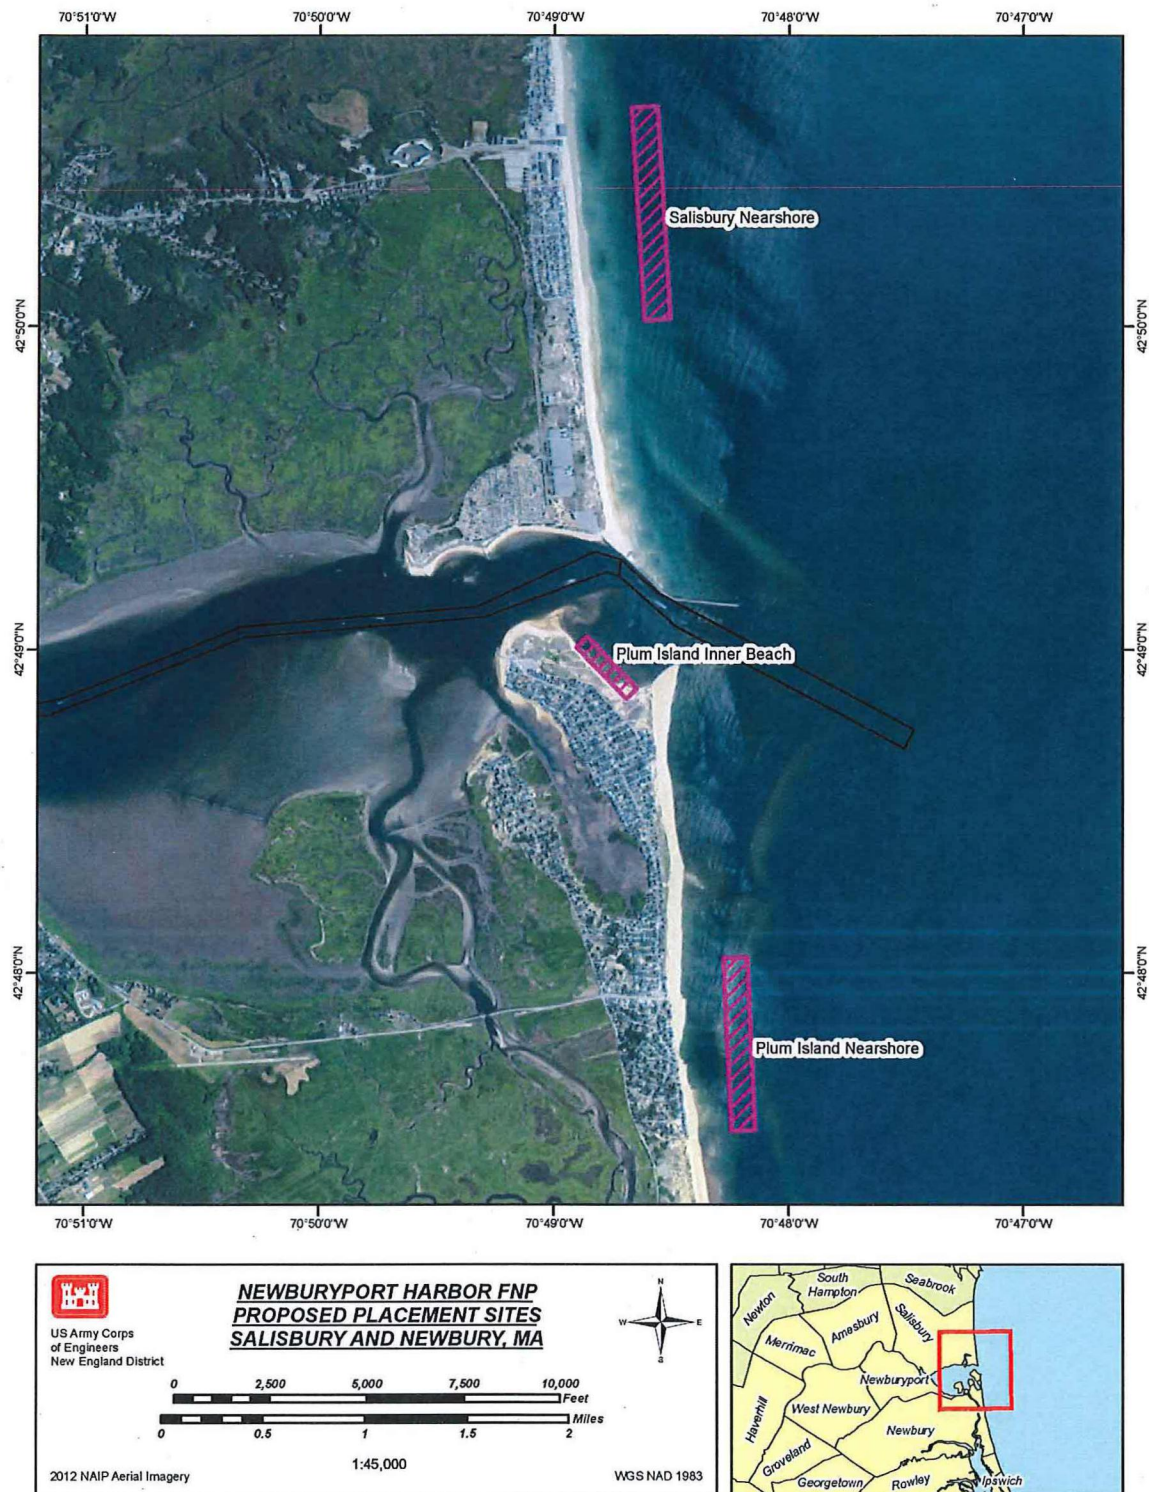 70°51'0"W 70°50'0"W 70°49'0"W 70°48'0"W 70°47'0"W
Salisbury Nearshore
42°50'0"N 42°50'0"N
42°49'0"N 42°49'0"N
Plum Island Inner Beach
42°48'0"N 42°48'0"N
Plum Island Nearshore
70°51'0"W 70°50'0"W 70°49'0"W 70°48'0"W 70°47'0"W
US Army Corps
of Engineers
New England District
NEWBURYPORT HARBOR FNP
PROPOSED PLACEMENT SITES
SALISBURY AND NEWBURY, MA
N
W E
S
0 2,500 5,000 7,500 10,000
Feet
Miles
0 0.5 1 1.5 2
1:45,000
2012 NAIP Aerial Imagery
WGS NAD 1983
South
Hampton
Seabrook
Newton
Salisbury
Amesbury
Merrimac
Newburyport
West Newbury
Haverhill
Newbury
Groveland
Georgetown
Rowley
Ipswich